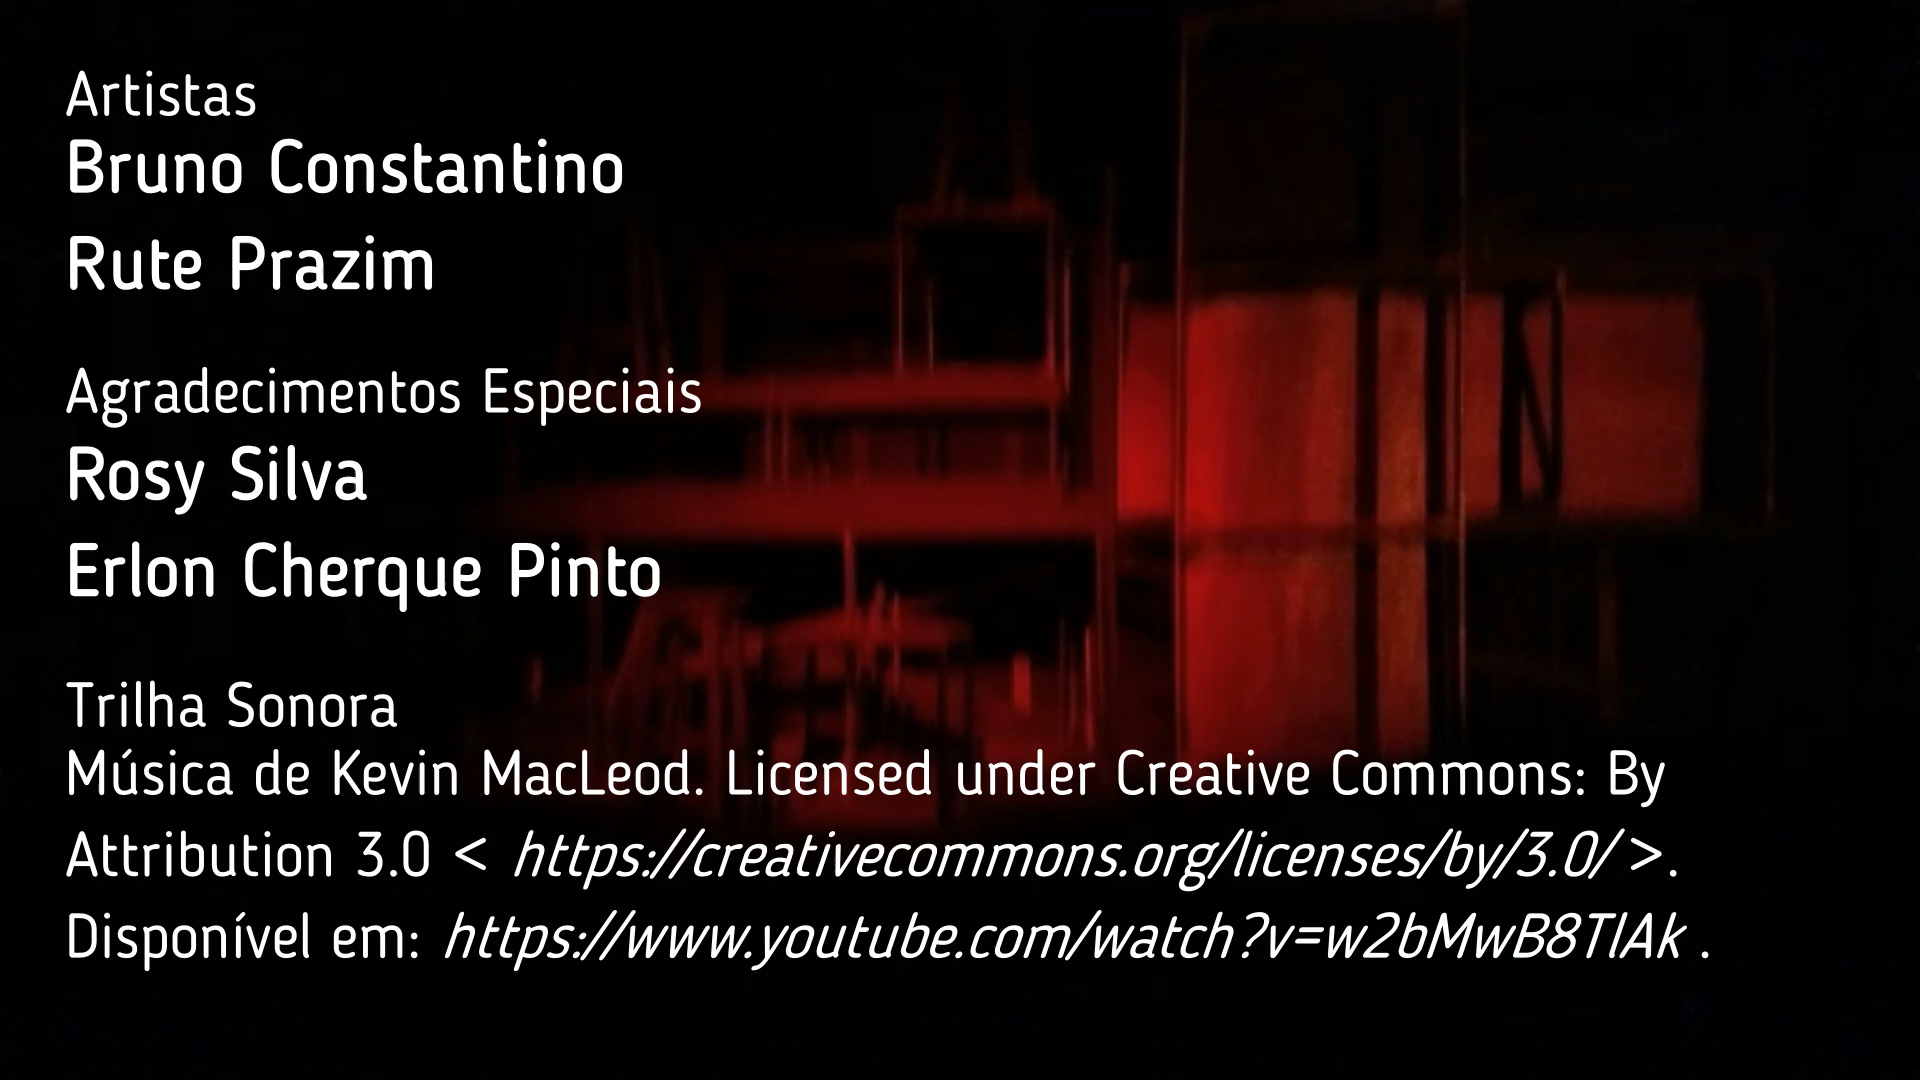 Artistas
Bruno Constantino
Rute Prazim
Agradecimentos Especiais
Rosy Silva
Erlon Cherque Pinto
Trilha Sonora
Música de Kevin MacLeod. Licensed under Creative Commons: By
Attribution 3.0 < https://creativecommons.org/licenses/by/3.0/ >.
Disponível em: https://www.youtube.com/watch?v=w2bMwB8TlAk .